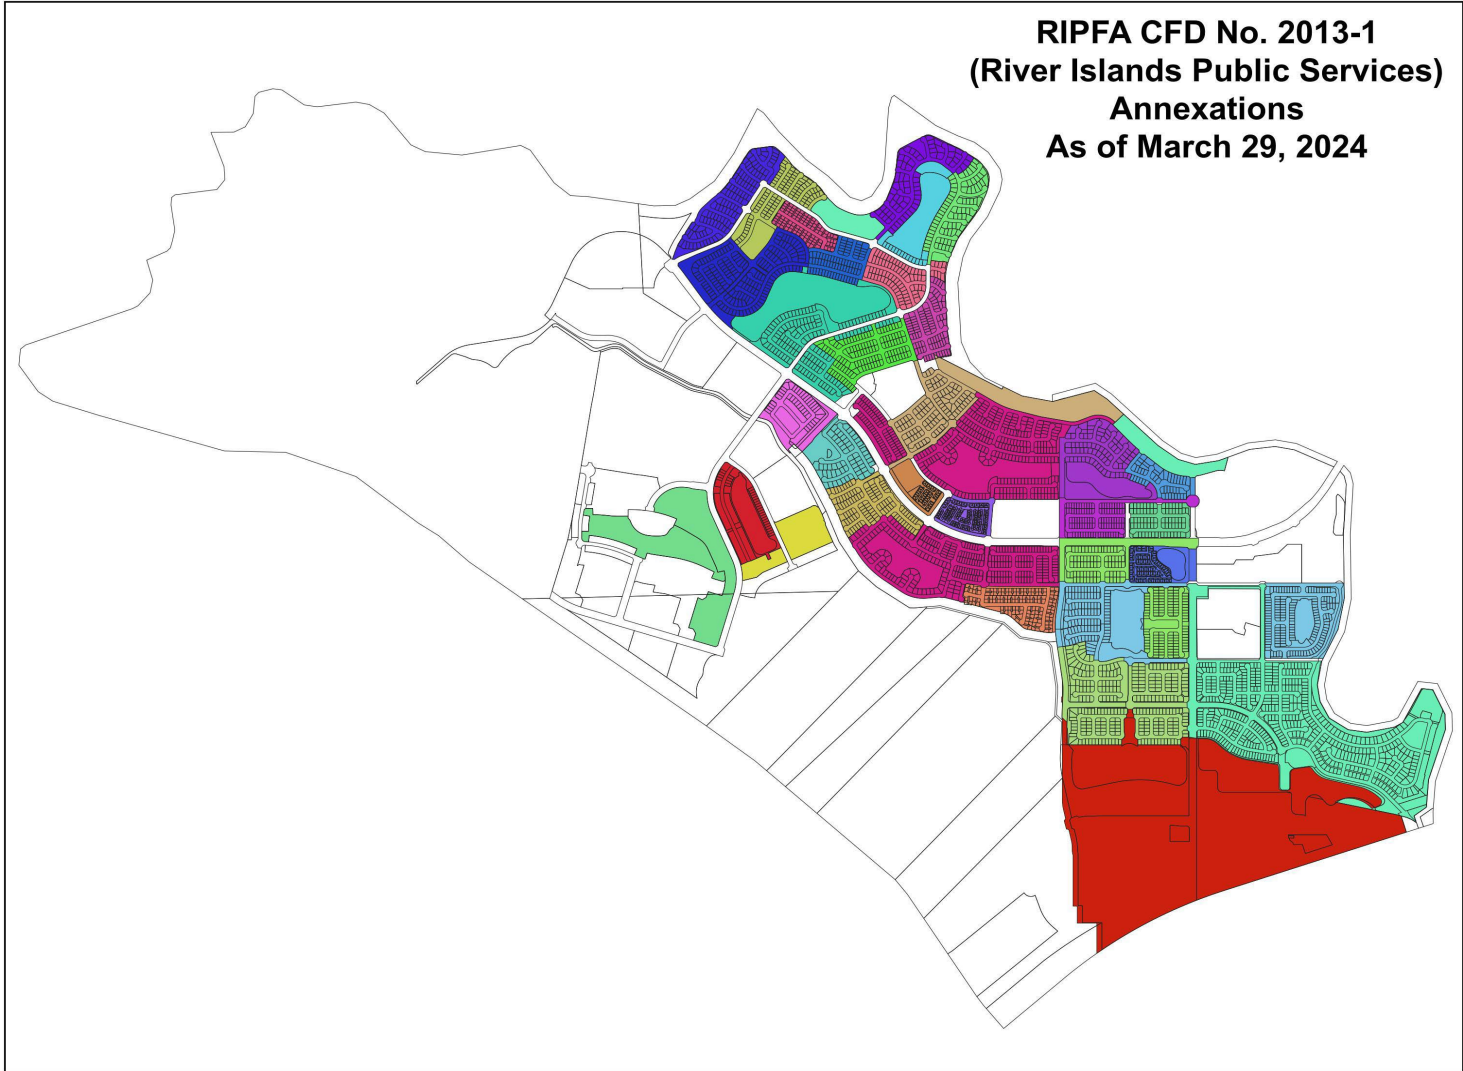 RIPFA CFD No. 2013-1
(River Islands Public Services)
Annexations
As of March 29, 2024